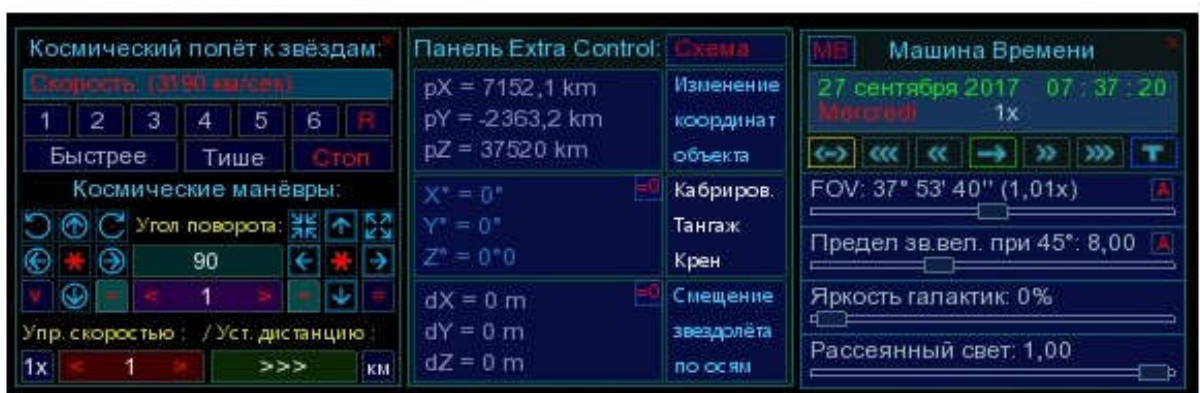 Космический полёт к звёздам:
Скорость: (3190 км/сек)
1 2 3 4 5 6 R
Быстрее Тише Стоп
Космические манёвры:
Угол поворота:
90
v = < 1 > = =
Упр. скоростью : / Уст. дистанцию :
1x < 1 > >>> км
Панель Extra Control: Схема
pX = 7152,1 km
pY = -2363,2 km
pZ = 37520 km
Изменение
координат
объекта
X° = 0° =0
Y° = 0°
Z° = 0°0
Кабриров.
Тангаж
Крен
dX = 0 m =0
dY = 0 m
dZ = 0 m
Смещение
звездолёта
по осям
МВ Машина Времени x
27 сентября 2017 07 : 37 : 20
Mercredi 1x
FOV: 37° 53' 40'' (1,01x) A
Предел зв.вел. при 45°: 8,00 A
Яркость галактик: 0%
Рассеянный свет: 1,00